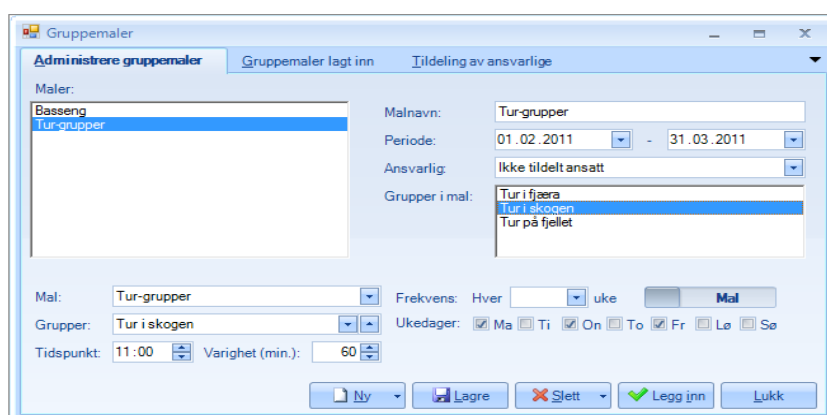 Gruppemaler
Administrere gruppemaler Gruppemaler lagt inn Tildeling av ansvarlige
Maler:
Basseng
Tur-grupper
Malnavn: Tur-grupper
Periode: 01.02.2011 - 31.03.2011
Ansvarlig: Ikke tildelt ansatt
Grupper i mal: Tur i fjæra
Tur i skogen
Tur på fjellet
Mal: Tur-grupper Frekvens: Hver uke Mal
Grupper: Tur i skogen Ukedager: Ma Ti On To Fr Lø Sø
Tidspunkt: 11:00 Varighet (min.): 60
Ny Lagre Slett Legg inn Lukk